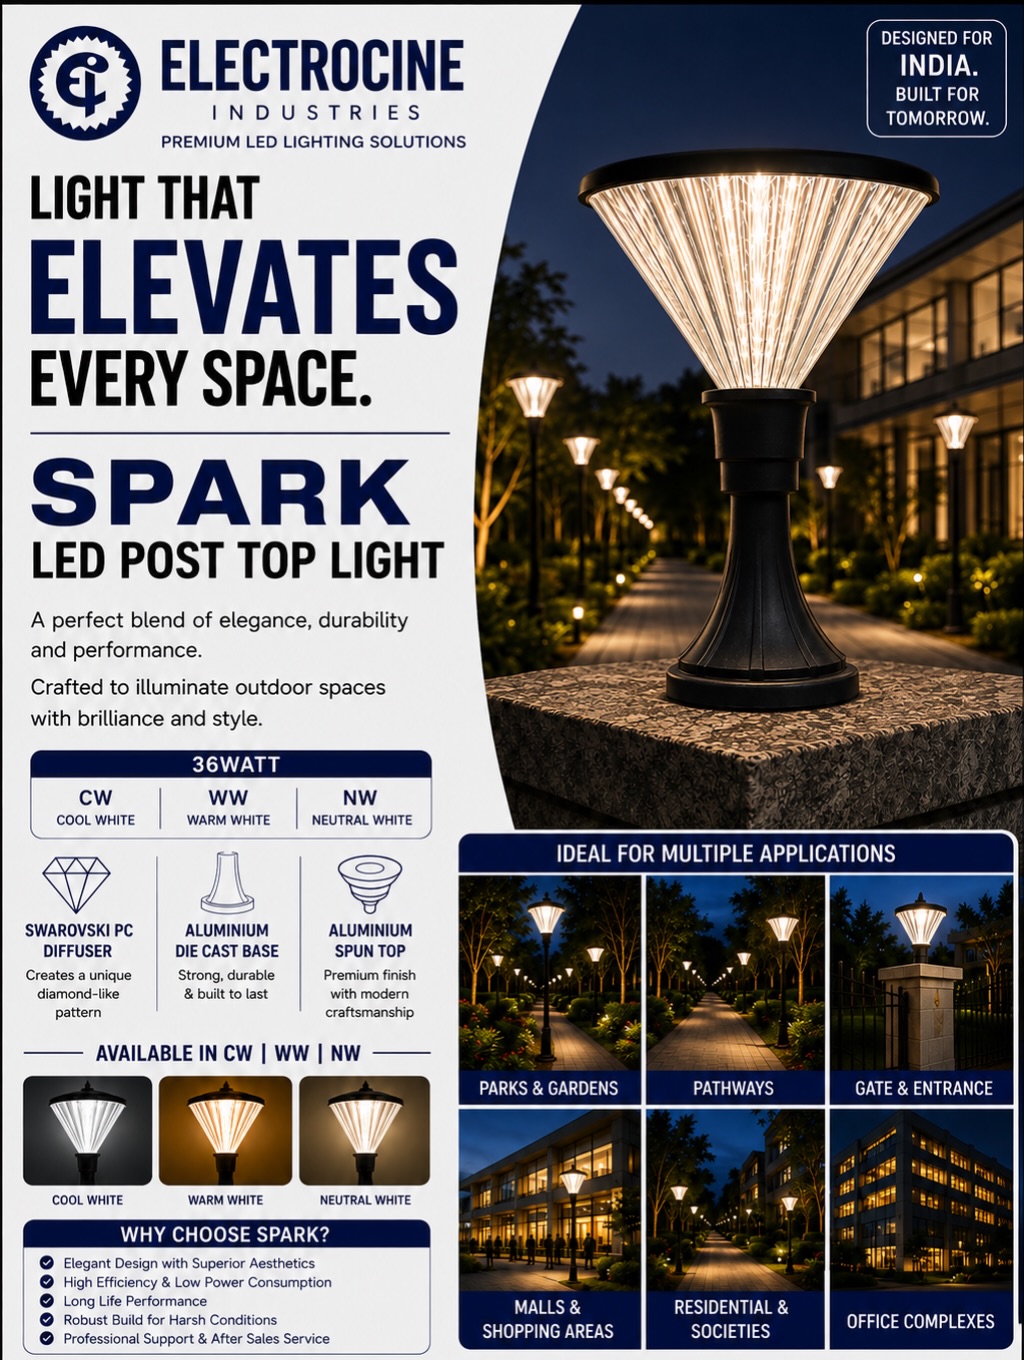 ELECTROCINE
INDUSTRIES
PREMIUM LED LIGHTING SOLUTIONS
DESIGNED FOR
INDIA.
BUILT FOR
TOMORROW.
LIGHT THAT
ELEVATES
EVERY SPACE.
SPARK
LED POST TOP LIGHT
A perfect blend of elegance, durability
and performance.
Crafted to illuminate outdoor spaces
with brilliance and style.
36WATT
CW
COOL WHITE
WW
WARM WHITE
NW
NEUTRAL WHITE
SWAROVSKI PC
DIFFUSER
Creates a unique
diamond-like
pattern
ALUMINIUM
DIE CAST BASE
Strong, durable
& built to last
ALUMINIUM
SPUN TOP
Premium finish
with modern
craftsmanship
AVAILABLE IN CW | WW | NW
COOL WHITE
WARM WHITE
NEUTRAL WHITE
WHY CHOOSE SPARK?
Elegant Design with Superior Aesthetics
High Efficiency & Low Power Consumption
Long Life Performance
Robust Build for Harsh Conditions
Professional Support & After Sales Service
IDEAL FOR MULTIPLE APPLICATIONS
PARKS & GARDENS
PATHWAYS
GATE & ENTRANCE
MALLS &
SHOPPING AREAS
RESIDENTIAL &
SOCIETIES
OFFICE COMPLEXES